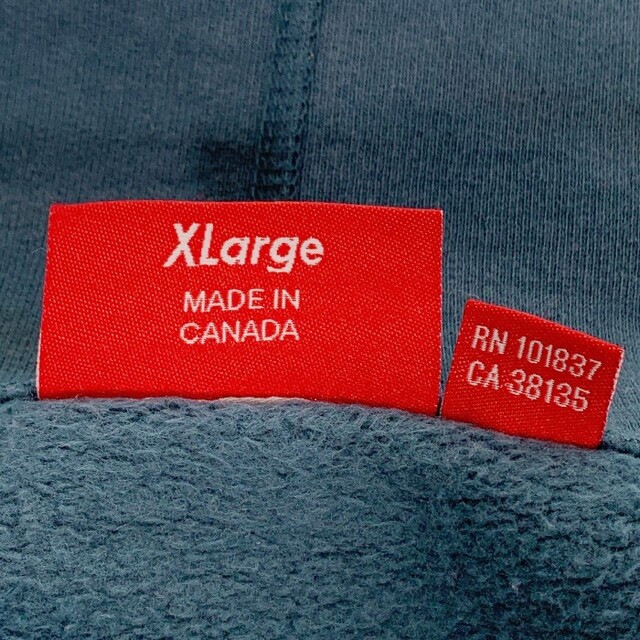 XLarge
MADE IN
CANADA
RN 101837
CA 38135